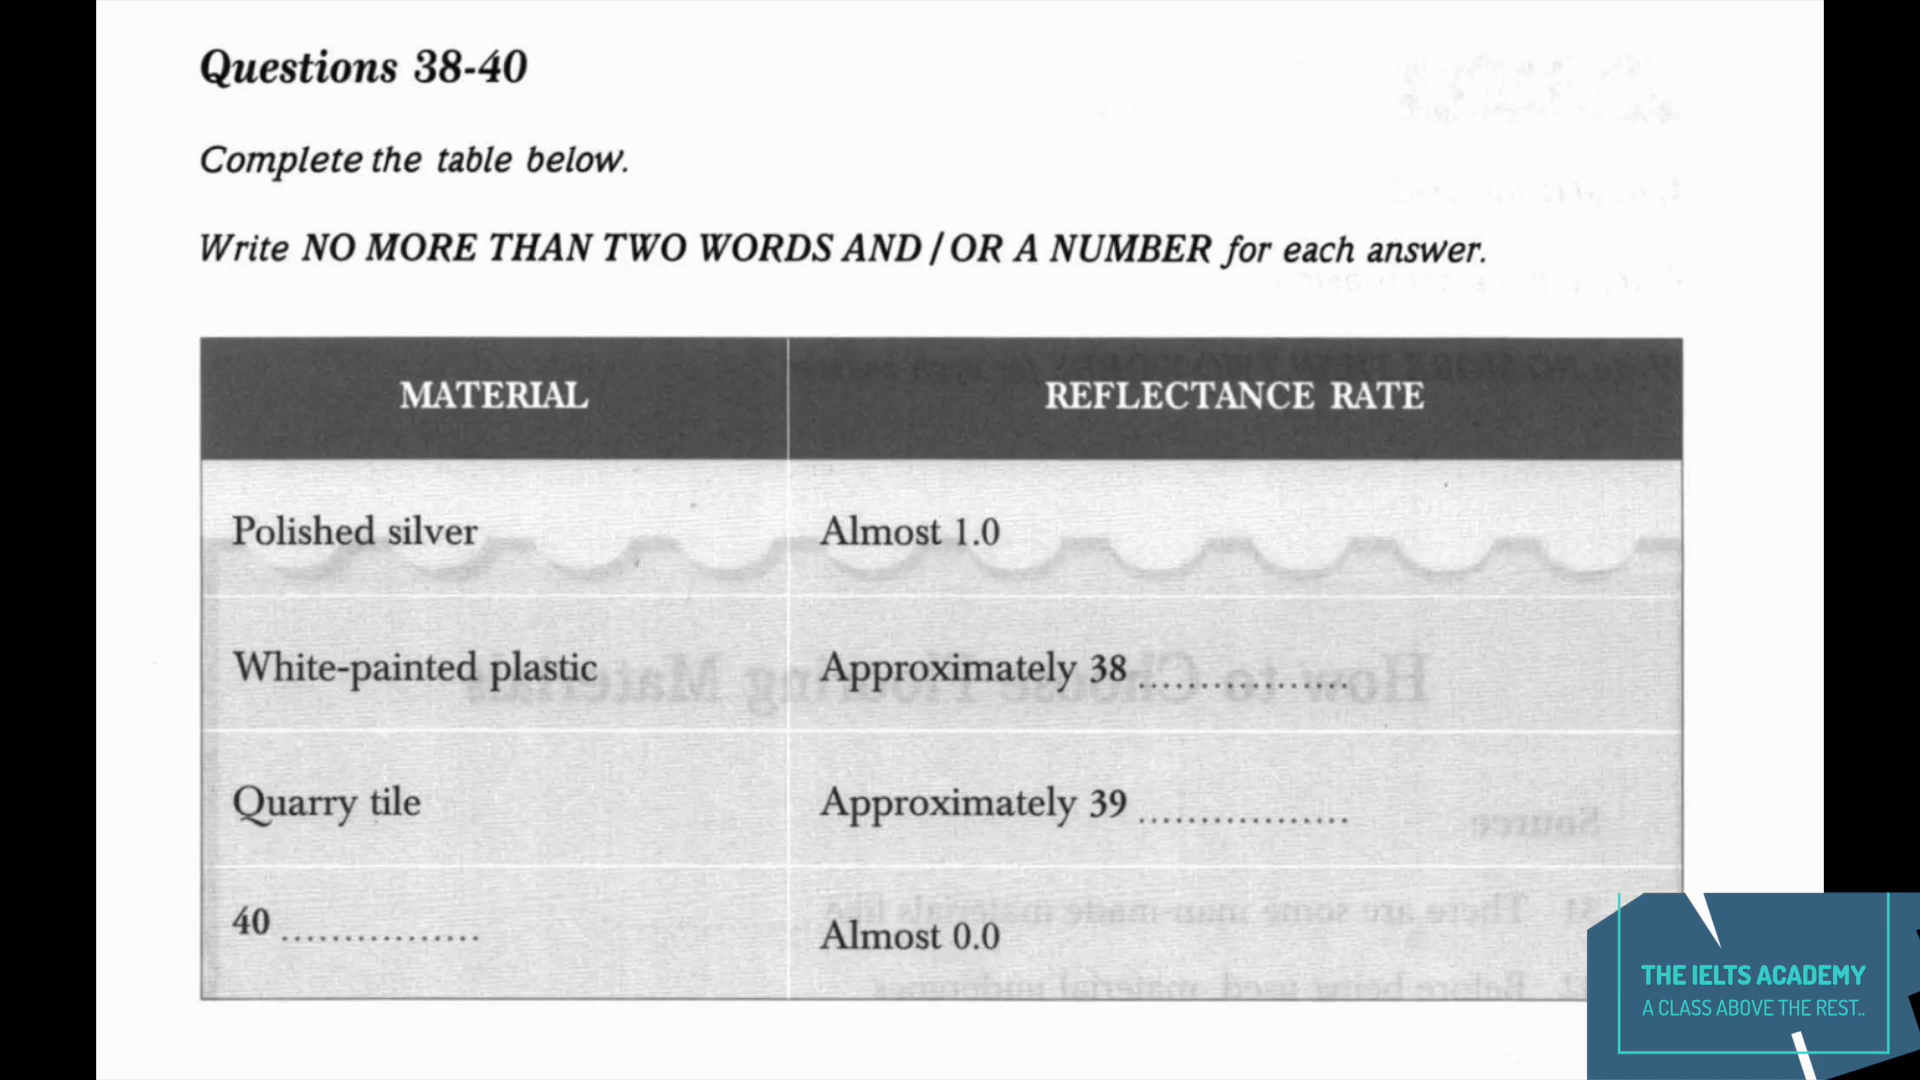 Questions 38-40
Complete the table below.
Write NO MORE THAN TWO WORDS AND / OR A NUMBER for each answer.
MATERIAL REFLECTANCE RATE
Polished silver Almost 1.0
White-painted plastic Approximately 38 .................
Quarry tile Approximately 39 .................
40 ................ Almost 0.0
THE IELTS ACADEMY
A CLASS ABOVE THE REST..